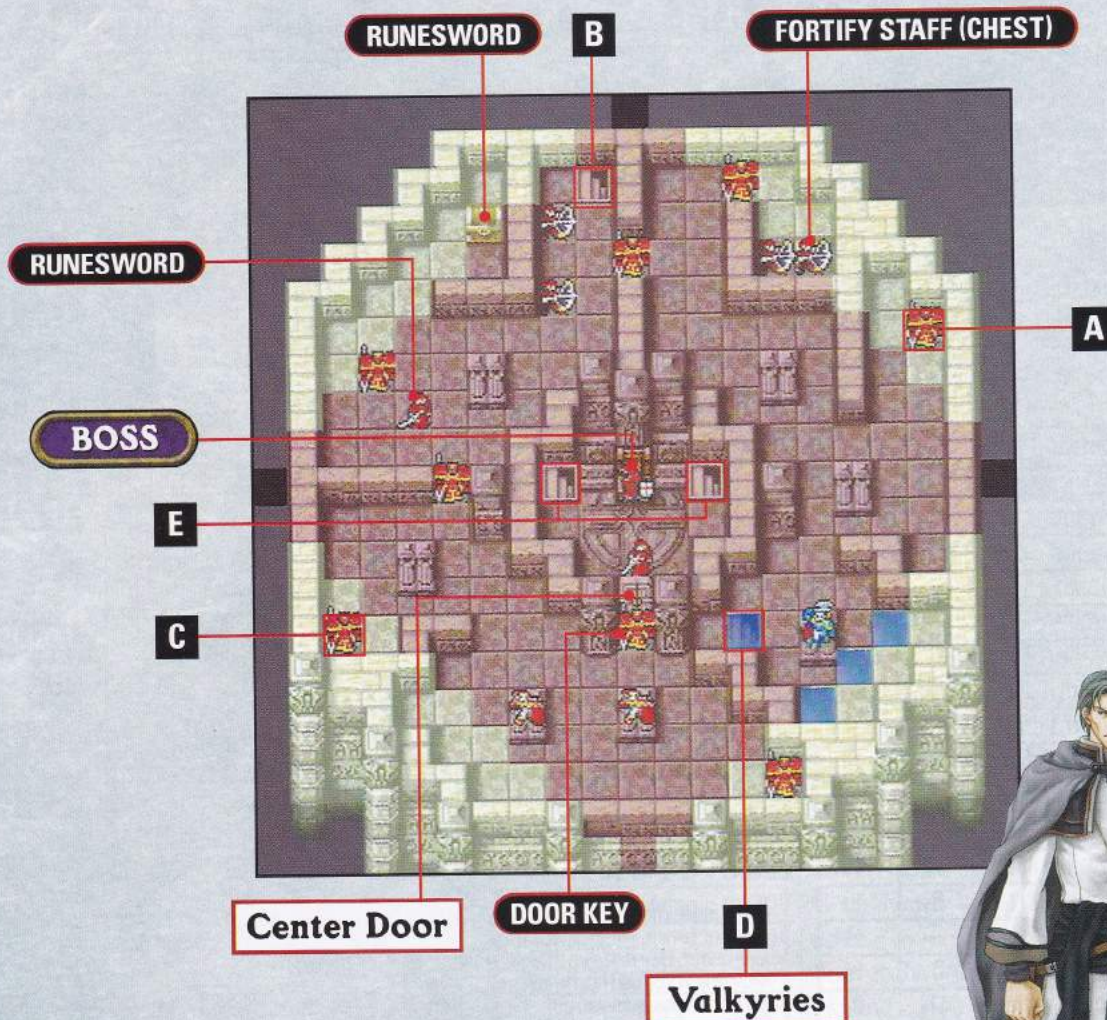 RUNESWORD
B
FORTIFY STAFF (CHEST)
RUNESWORD
A
BOSS
E
C
Center Door
DOOR KEY
D
Valkyries